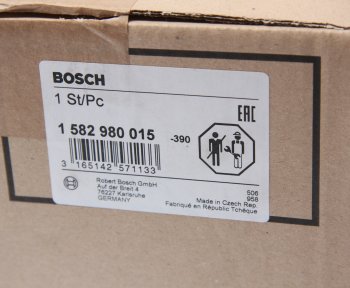 BOSCH
1 St/Pc
EAC
1 582 980 015
-390
3 165142 571133
Robert Bosch GmbH
Auf der Breit 4
76227 Karlsruhe
GERMANY
506
958
Made in Czech Rep.
Fabriqué en République Tchèque